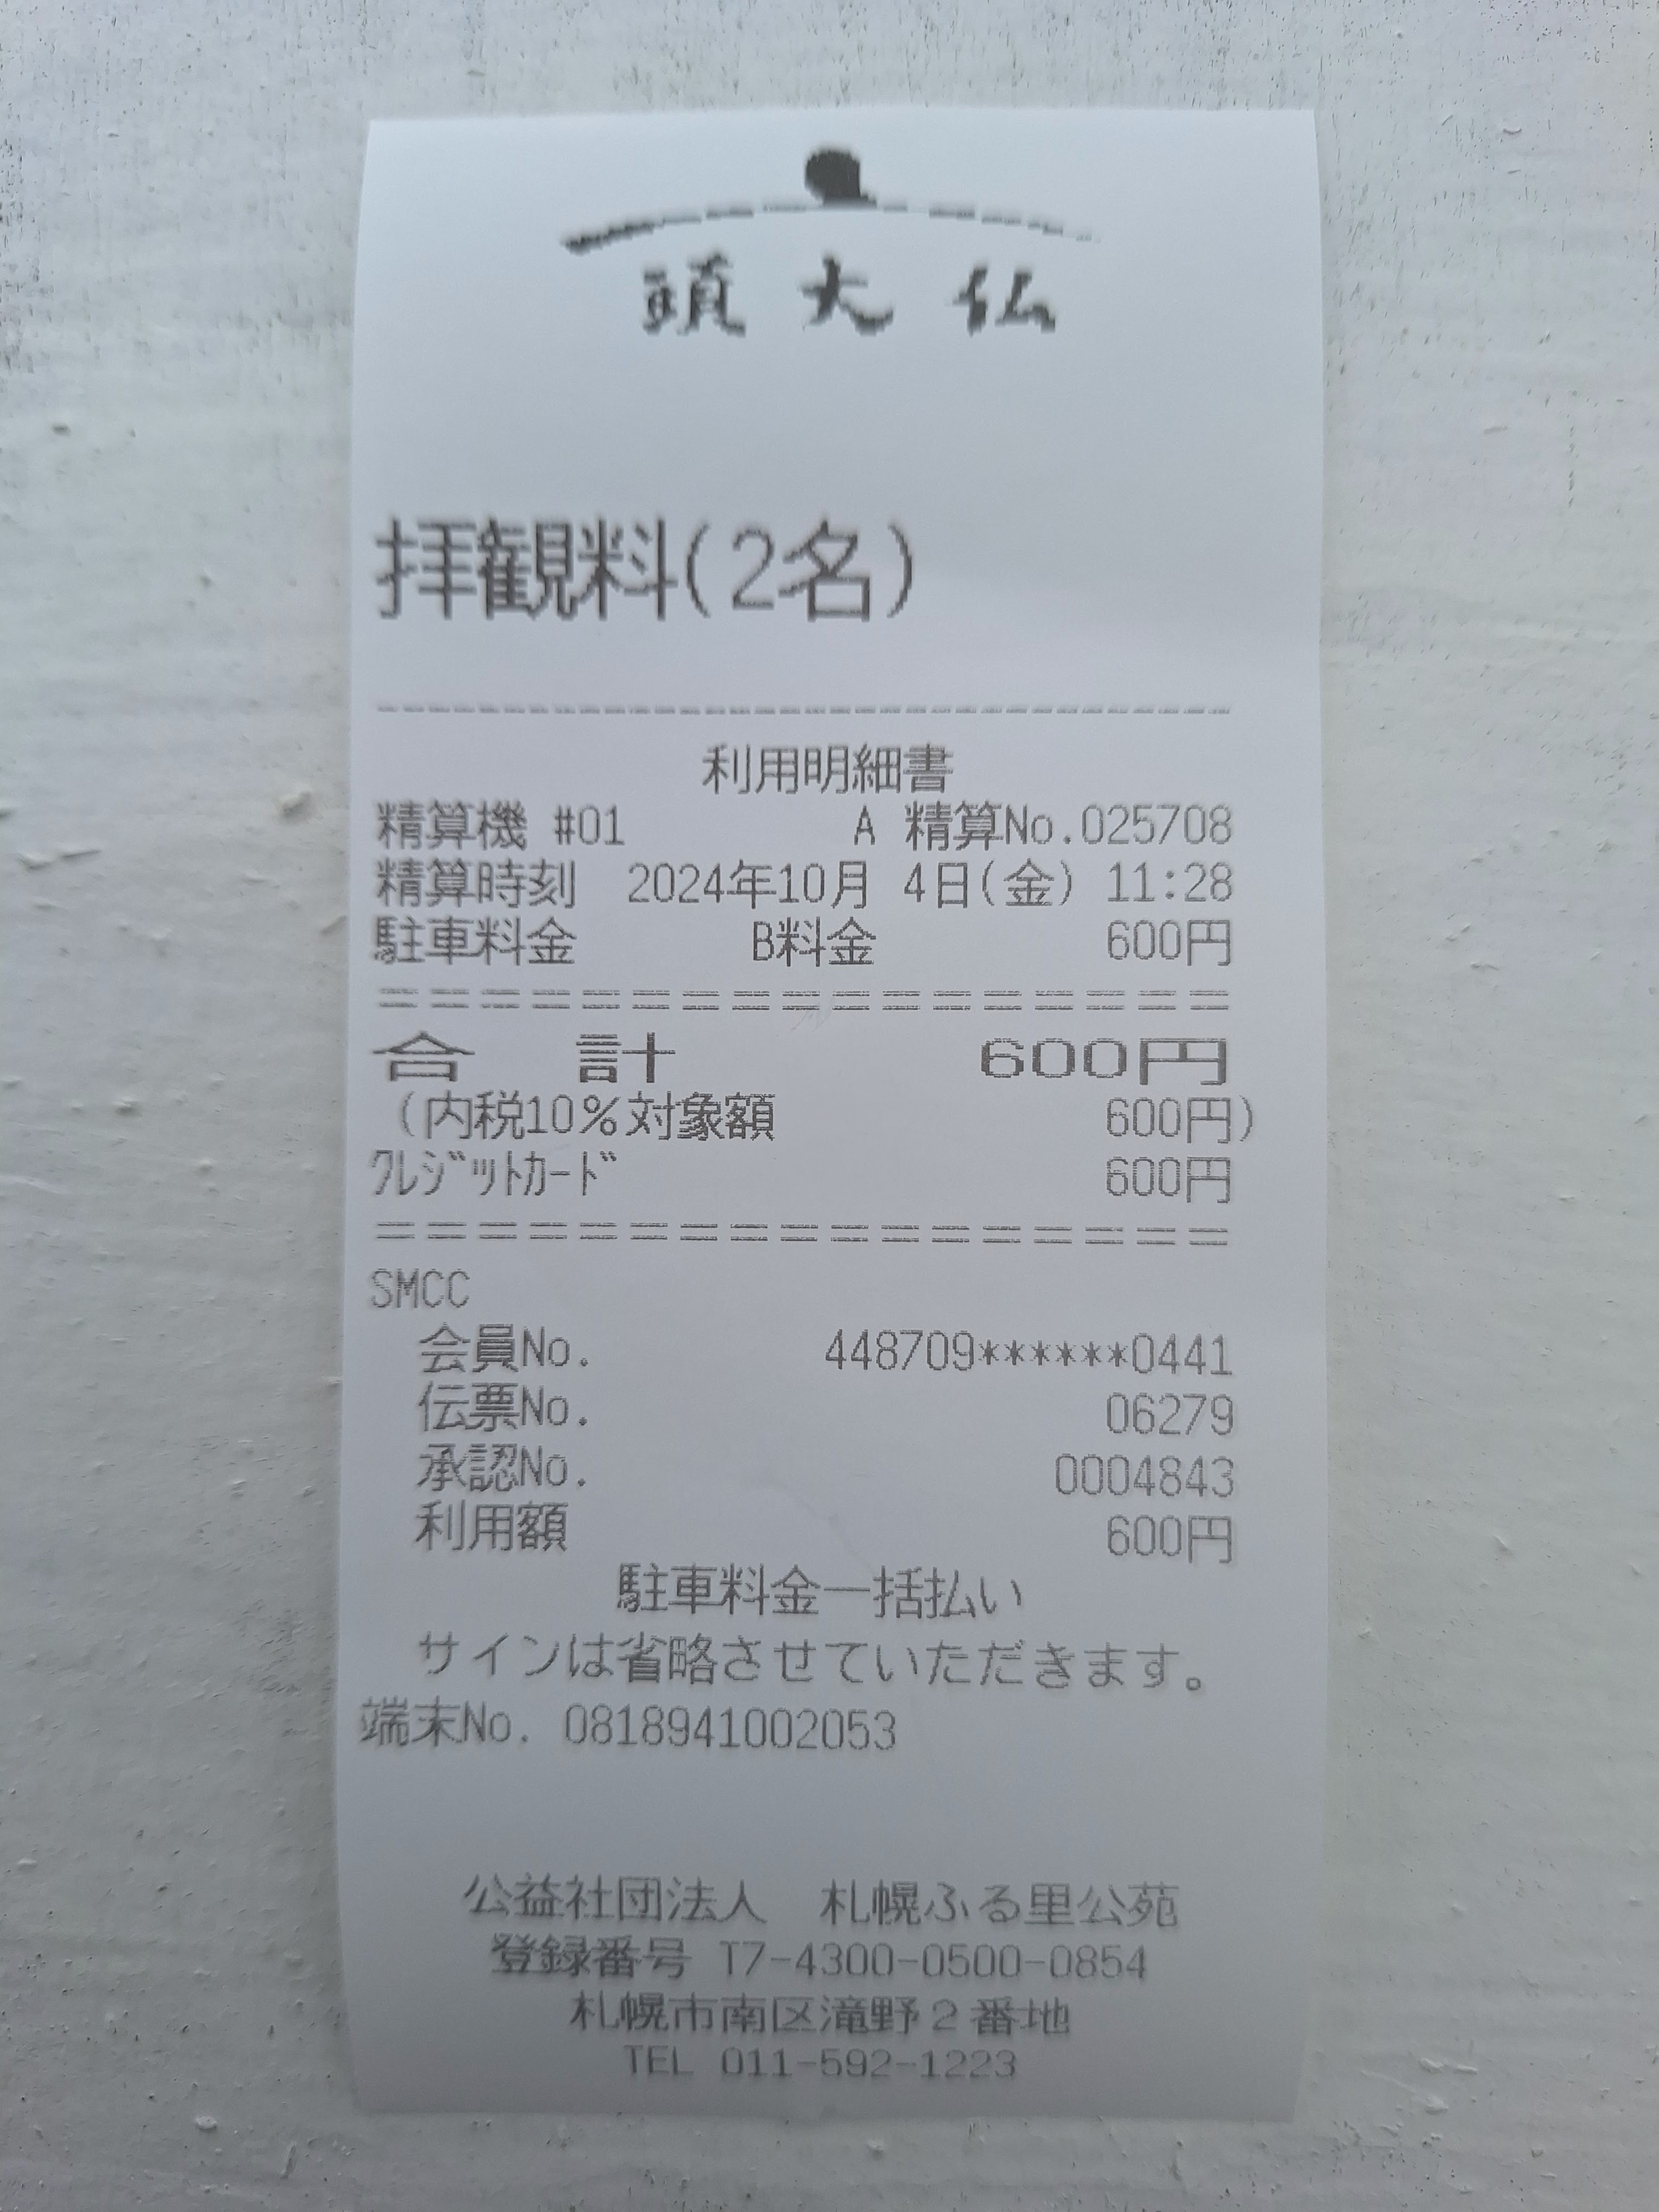 頭大仏
拝観料(2名)
--------------------------------
利用明細書
精算機 #01 A 精算No.025708
精算時刻 2024年10月 4日(金) 11:28
駐車料金 B料金 600円
=================
合 計 600円
(内税10%対象額 600円)
ｸﾚｼﾞｯﾄｶｰﾄﾞ 600円
=================
SMCC
会員No. 448709******0441
伝票No. 06279
承認No. 0004843
利用額 600円
駐車料金一括払い
サインは省略させていただきます。
端末No. 0818941002053
公益社団法人 札幌ふる里公苑
登録番号 T7-4300-0500-0854
札幌市南区滝野２番地
TEL 011-592-1223